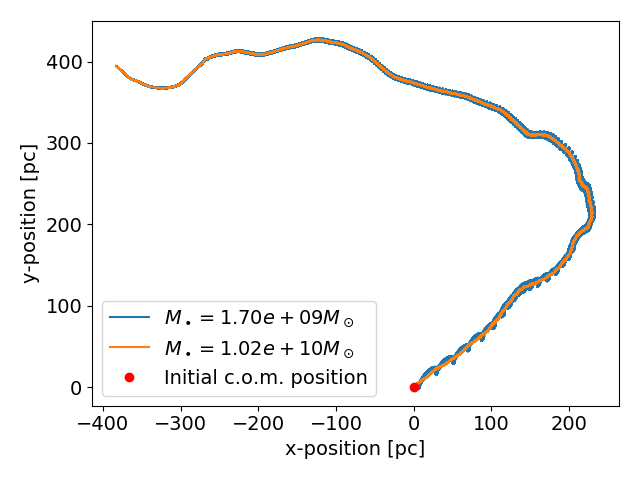 400
300
200
100
0
y-position [pc]
M• = 1.70e + 09M⊙
M• = 1.02e + 10M⊙
Initial c.o.m. position
−400 −300 −200 −100 0 100 200
x-position [pc]